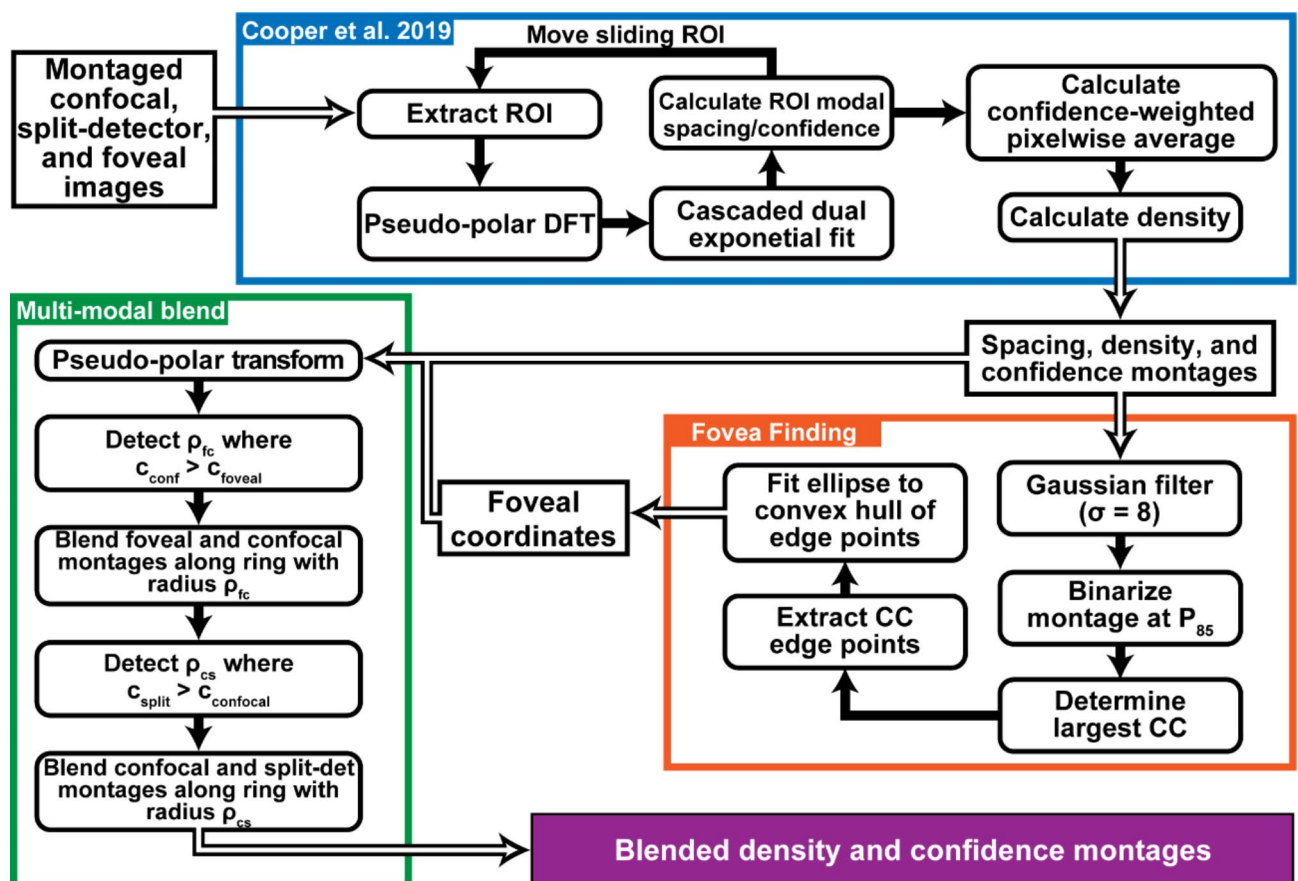 Cooper et al. 2019
Move sliding ROI
Montaged
confocal,
split-detector,
and foveal
images
Extract ROI
Pseudo-polar DFT
Cascaded dual
exponetial fit
Calculate ROI modal
spacing/confidence
Calculate
confidence-weighted
pixelwise average
Calculate density
Spacing, density, and
confidence montages
Fovea Finding
Gaussian filter
(σ = 8)
Binarize
montage at P85
Determine
largest CC
Extract CC
edge points
Fit ellipse to
convex hull of
edge points
Foveal
coordinates
Multi-modal blend
Pseudo-polar transform
Detect ρfc where
cconf > cfoveal
Blend foveal and confocal
montages along ring with
radius ρfc
Detect ρcs where
csplit > cconfocal
Blend confocal and split-det
montages along ring with
radius ρcs
Blended density and confidence montages